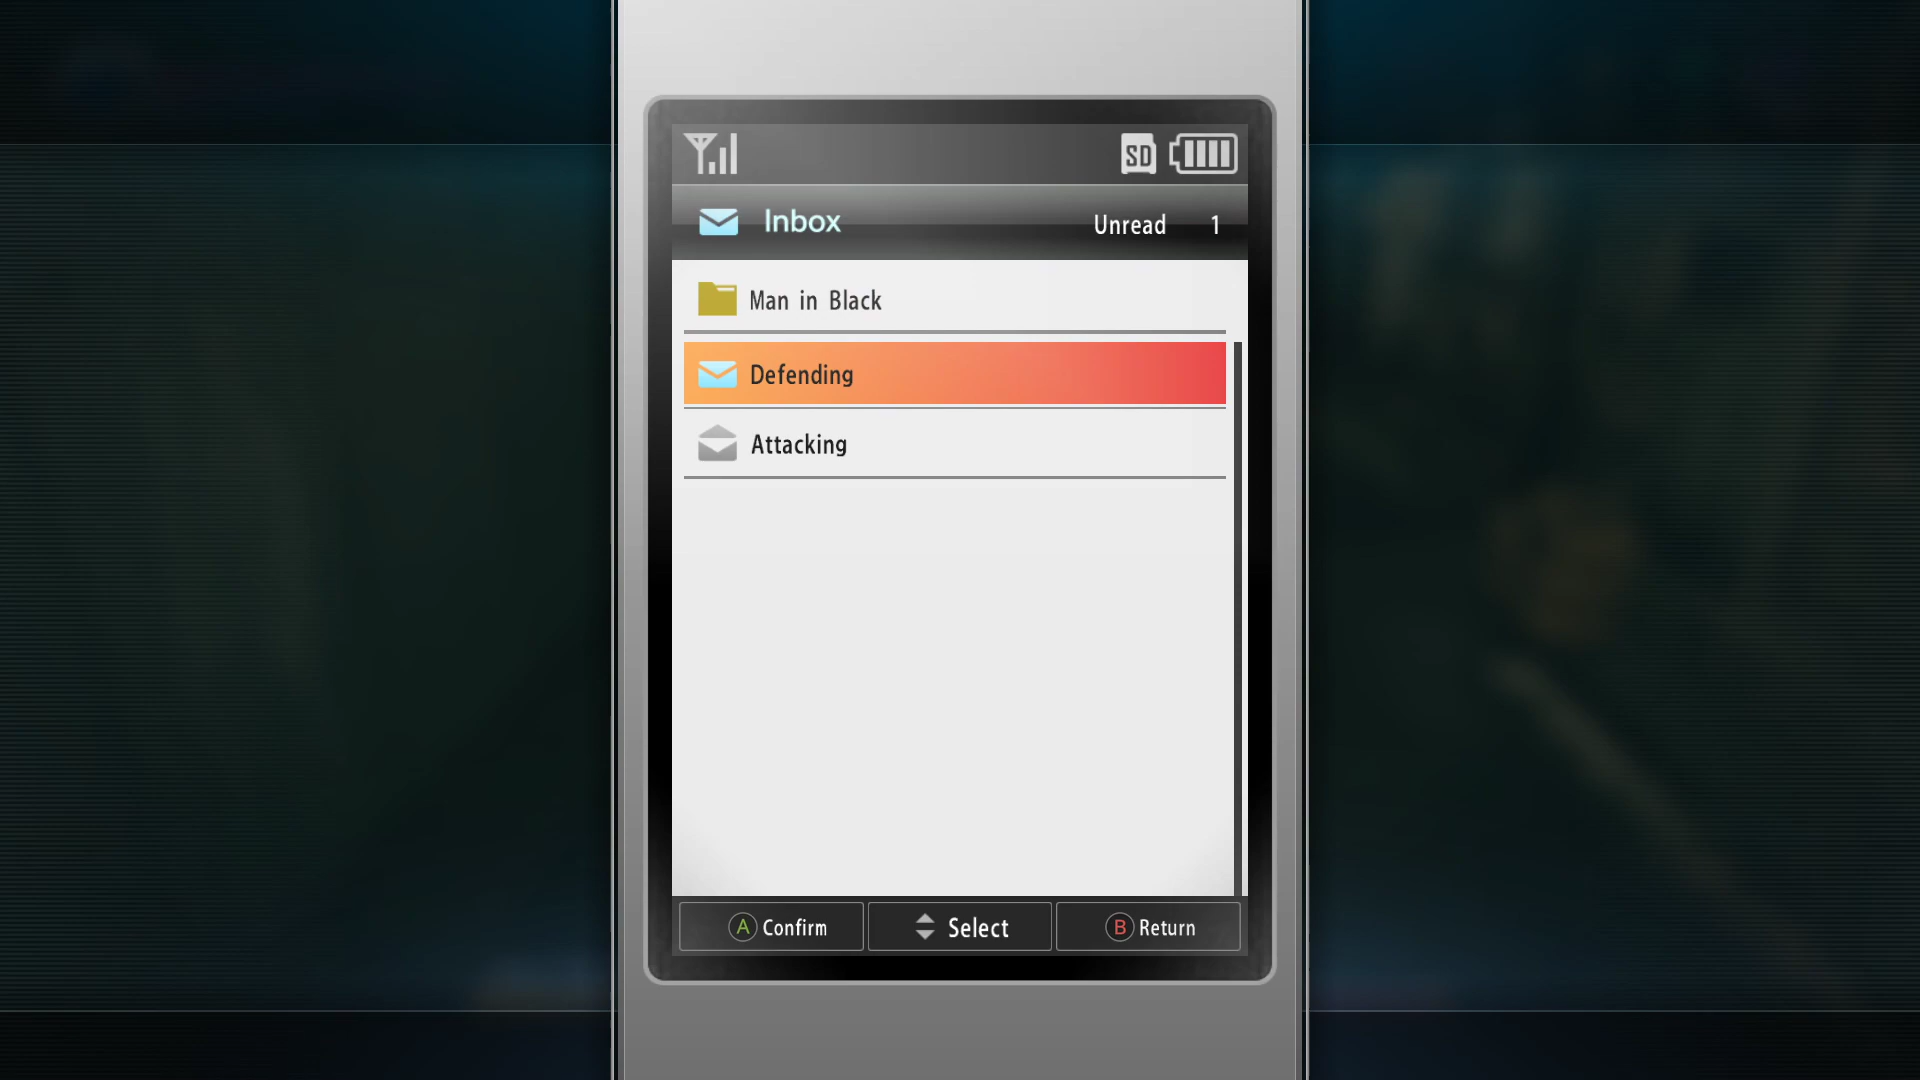 SD
Inbox Unread 1
Man in Black
Defending
Attacking
A Confirm Select B Return